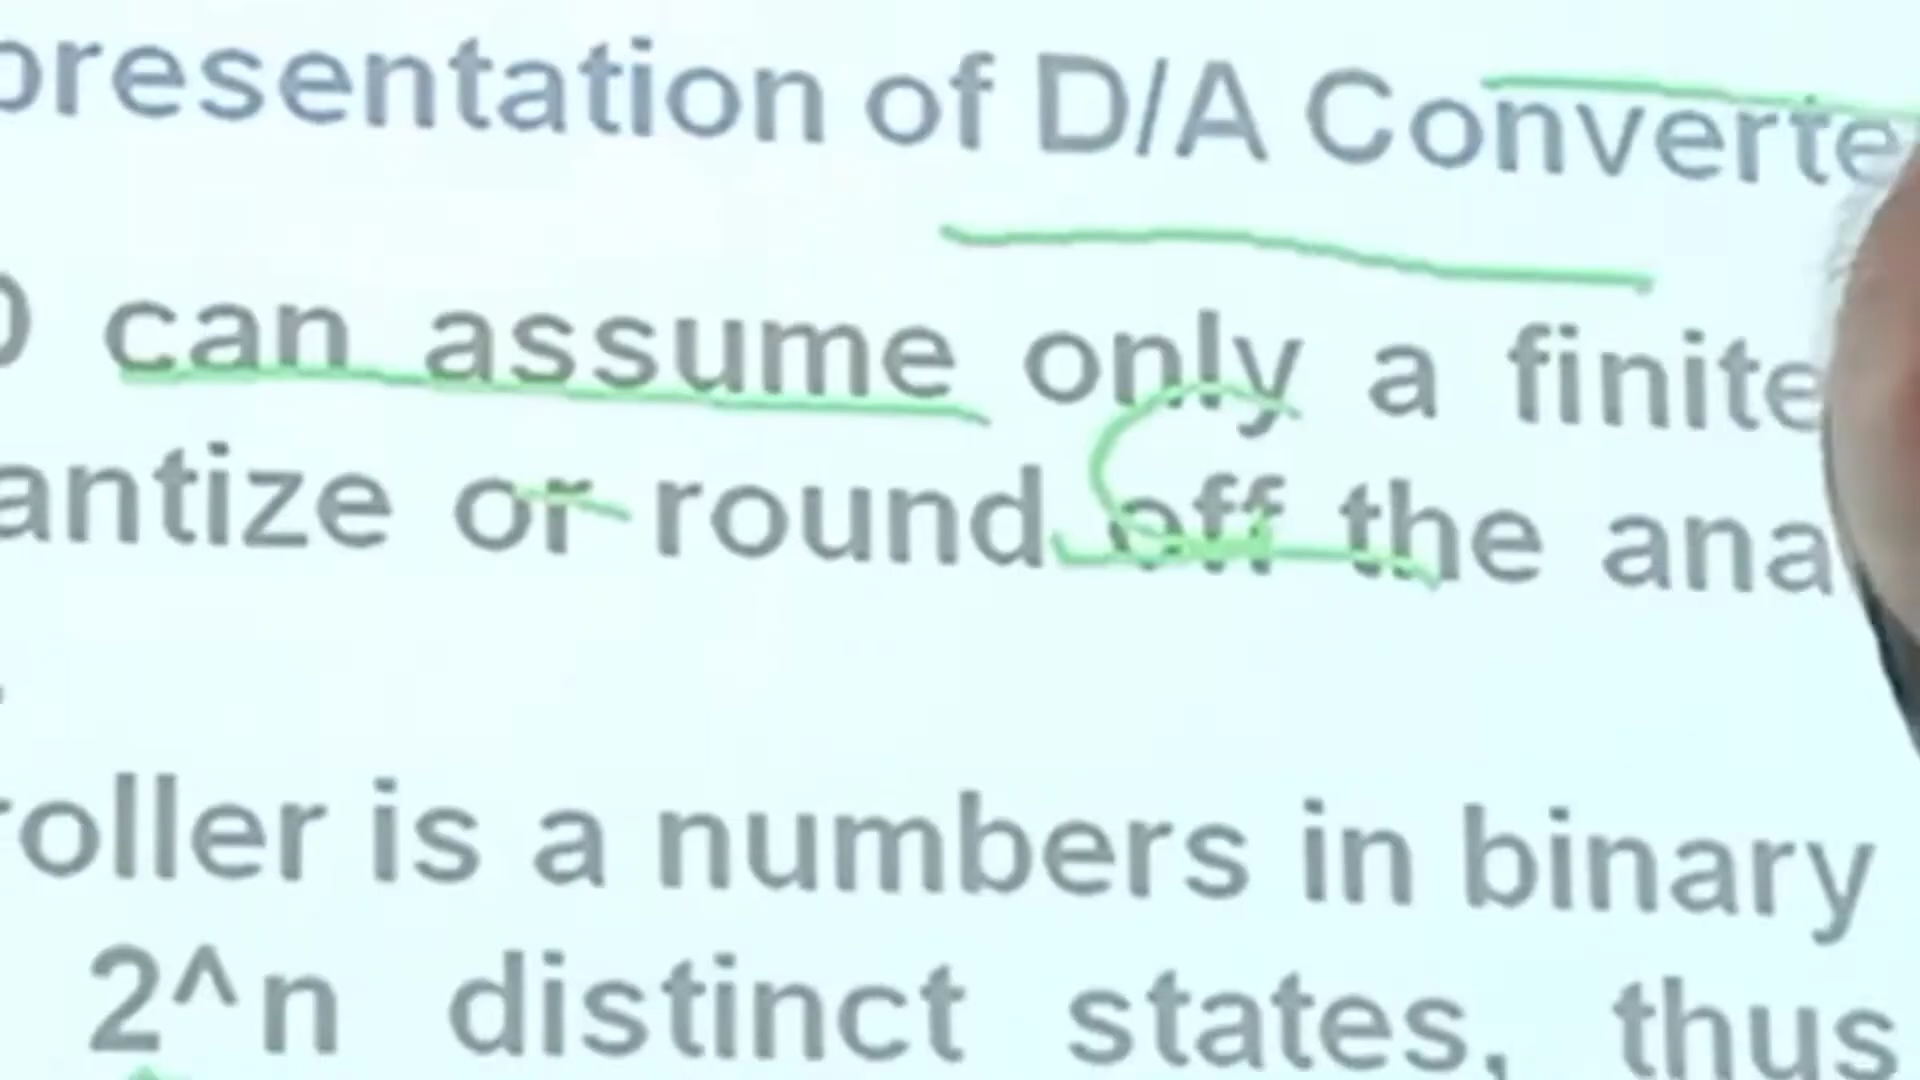 presentation of D/A Converte
can assume only a finite
antize or round off the ana
roller is a numbers in binary
2^n distinct states, thus